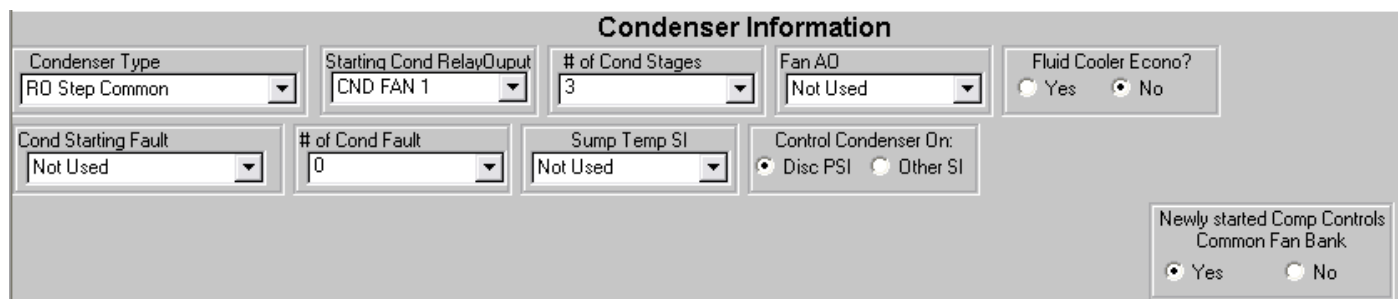 Condenser Information
Condenser Type
RO Step Common
Starting Cond RelayOuput
CND FAN 1
# of Cond Stages
3
Fan AO
Not Used
Fluid Cooler Econo?
Yes No
Cond Starting Fault
Not Used
# of Cond Fault
0
Sump Temp SI
Not Used
Control Condenser On:
Disc PSI Other SI
Newly started Comp Controls
Common Fan Bank
Yes No